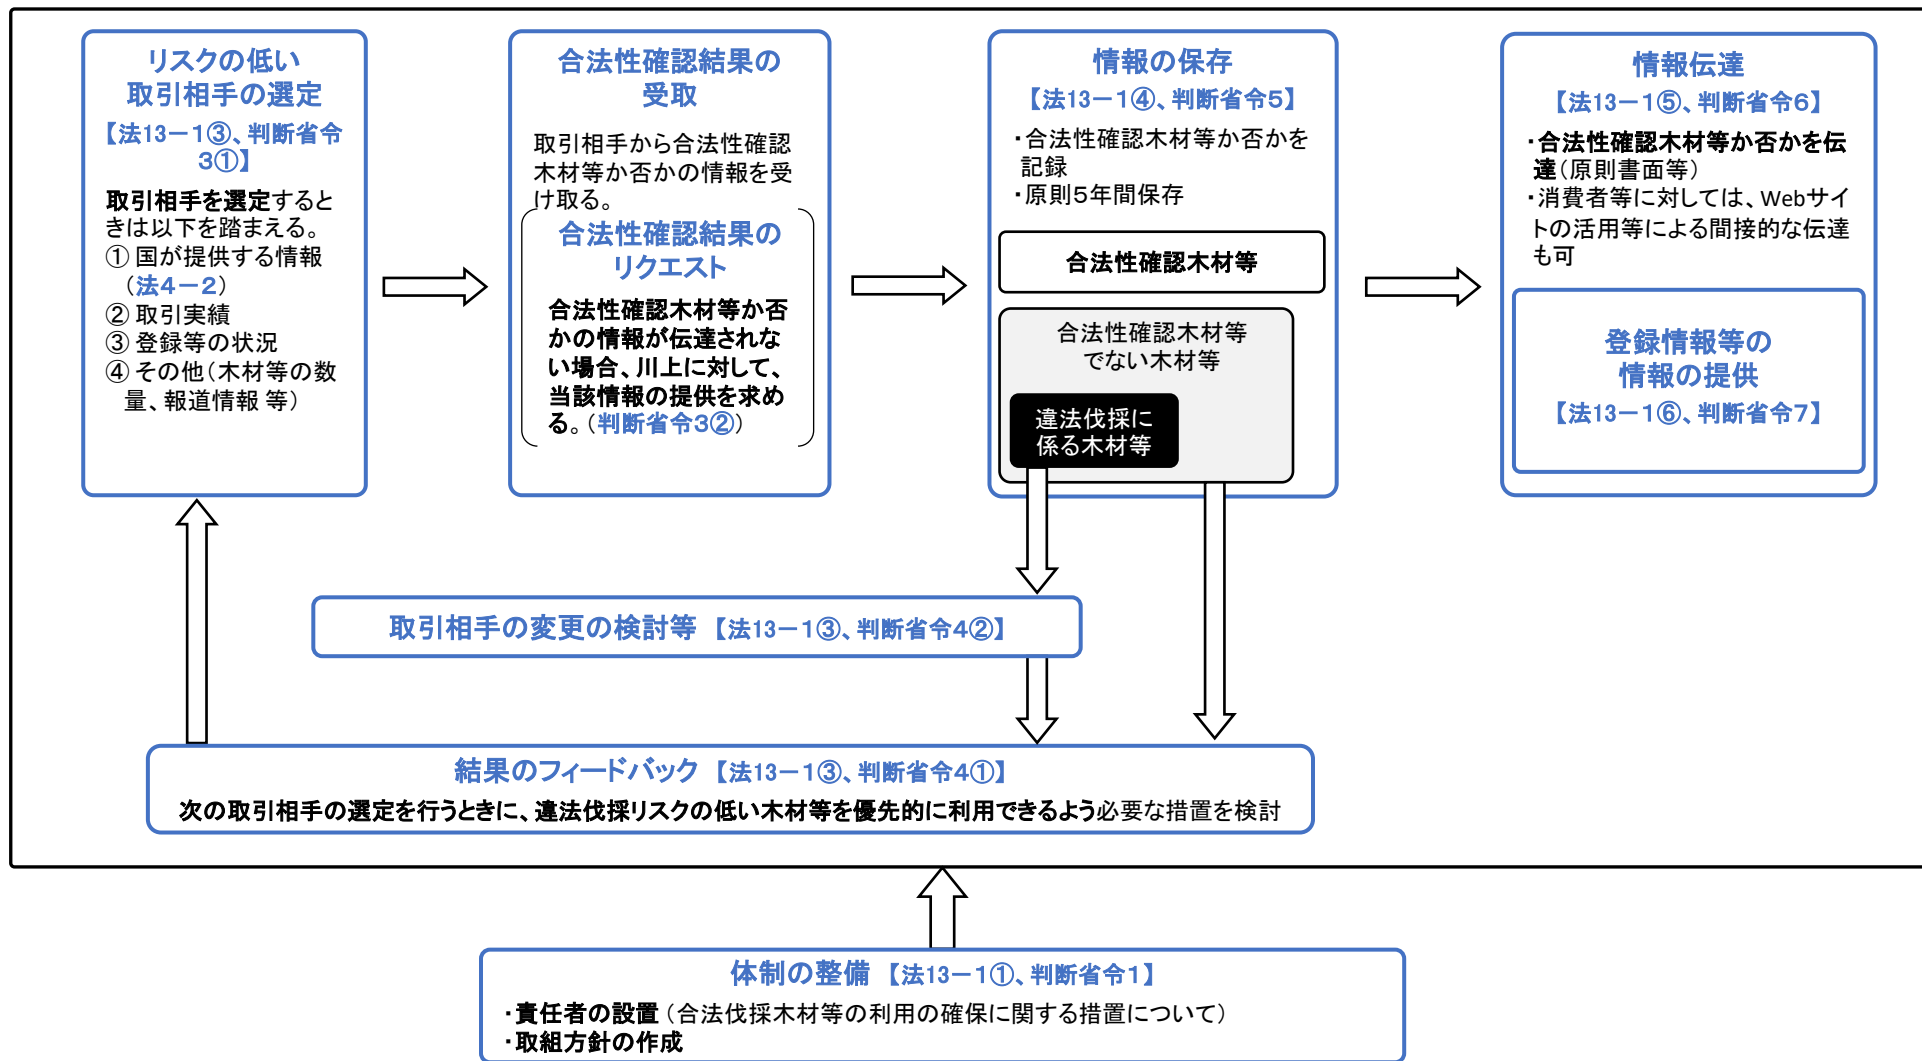 リスクの低い
取引相手の選定
【法13－1③、判断省令
3①】
取引相手を選定すると
きは以下を踏まえる。
① 国が提供する情報
（法4－2）
② 取引実績
③ 登録等の状況
④ その他（木材等の数
量、報道情報 等）
合法性確認結果の
受取
取引相手から合法性確認
木材等か否かの情報を受
け取る。
合法性確認結果の
リクエスト
合法性確認木材等か否
かの情報が伝達されな
い場合、川上に対して、
当該情報の提供を求め
る。（判断省令3②）
情報の保存
【法13－1④、判断省令5】
・合法性確認木材等か否かを
記録
・原則5年間保存
合法性確認木材等
合法性確認木材等
でない木材等
違法伐採に
係る木材等
情報伝達
【法13－1⑤、判断省令6】
・合法性確認木材等か否かを伝
達（原則書面等）
・消費者等に対しては、Webサイ
トの活用等による間接的な伝達
も可
登録情報等の
情報の提供
【法13－1⑥、判断省令7】
取引相手の変更の検討等 【法13－1③、判断省令4②】
結果のフィードバック 【法13－1③、判断省令4①】
次の取引相手の選定を行うときに、違法伐採リスクの低い木材等を優先的に利用できるよう必要な措置を検討
体制の整備 【法13－1①、判断省令1】
・責任者の設置（合法伐採木材等の利用の確保に関する措置について）
・取組方針の作成